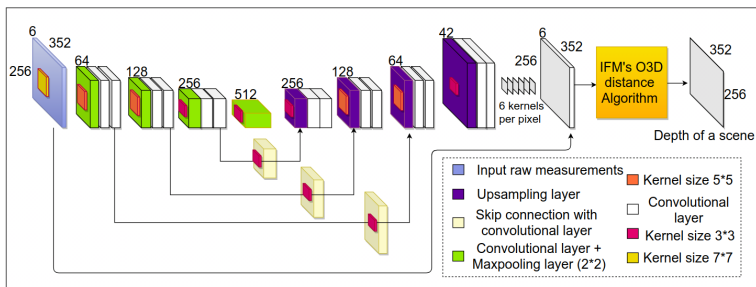 6
352
256
64
128
256
512
256
128
64
42
6 kernels
per pixel
256
6
352
IFM's O3D
distance
Algorithm
352
256
Depth of a scene
Input raw measurements
Upsampling layer
Skip connection with
convolutional layer
Convolutional layer +
Maxpooling layer (2*2)
Kernel size 5*5
Convolutional
layer
Kernel size 3*3
Kernel size 7*7